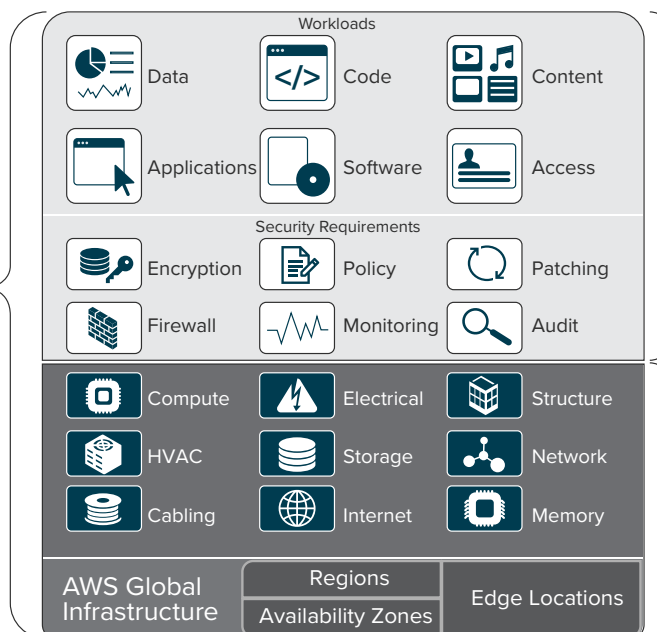 Workloads
Data
</>
Code
Content
Applications
Software
Access
Security Requirements
Encryption
Policy
Patching
Firewall
Monitoring
Audit
Compute
Electrical
Structure
HVAC
Storage
Network
Cabling
Internet
Memory
AWS Global
Infrastructure
Regions
Availability Zones
Edge Locations